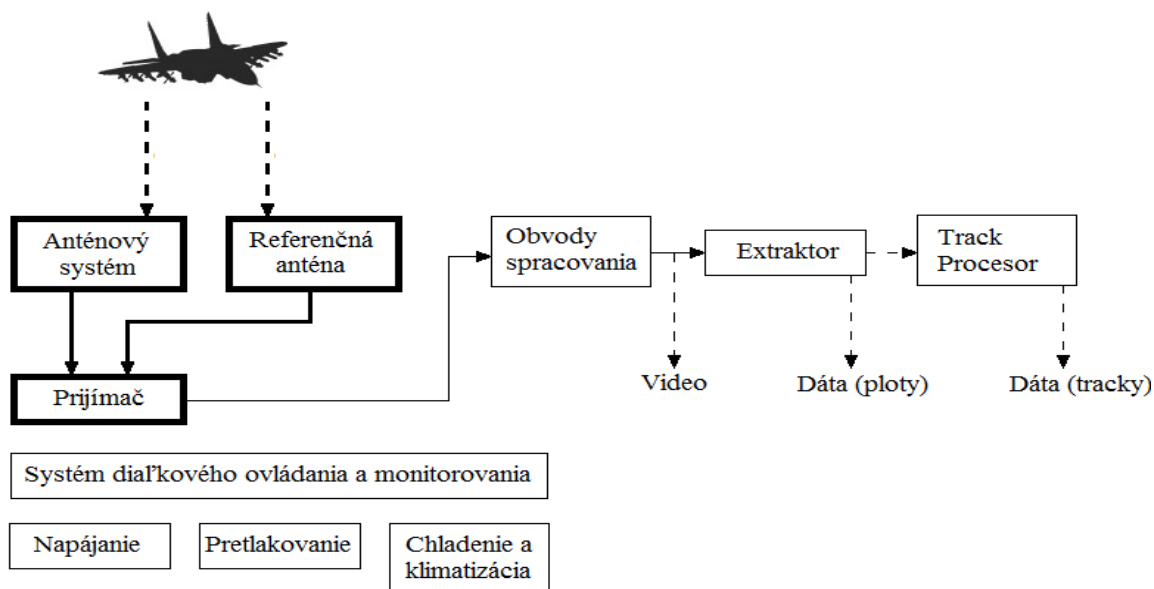 Anténový
systém
Referenčná
anténa
Obvody
spracovania
Extraktor
Track
Procesor
Prijímač
Video
Dáta (ploty)
Dáta (tracky)
Systém diaľkového ovládania a monitorovania
Napájanie
Pretlakovanie
Chladenie a
klimatizácia